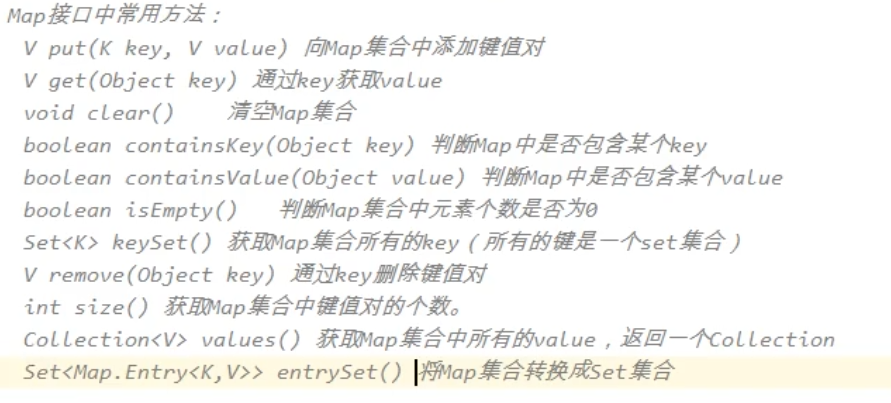 Map接口中常用方法：
V put(K key, V value) 向Map集合中添加键值对
V get(Object key) 通过key获取value
void clear()    清空Map集合
boolean containsKey(Object key) 判断Map中是否包含某个key
boolean containsValue(Object value) 判断Map中是否包含某个value
boolean isEmpty()   判断Map集合中元素个数是否为0
Set<K> keySet() 获取Map集合所有的key（所有的键是一个set集合）
V remove(Object key) 通过key删除键值对
int size() 获取Map集合中键值对的个数。
Collection<V> values() 获取Map集合中所有的value，返回一个Collection
Set<Map.Entry<K,V>> entrySet() 将Map集合转换成Set集合